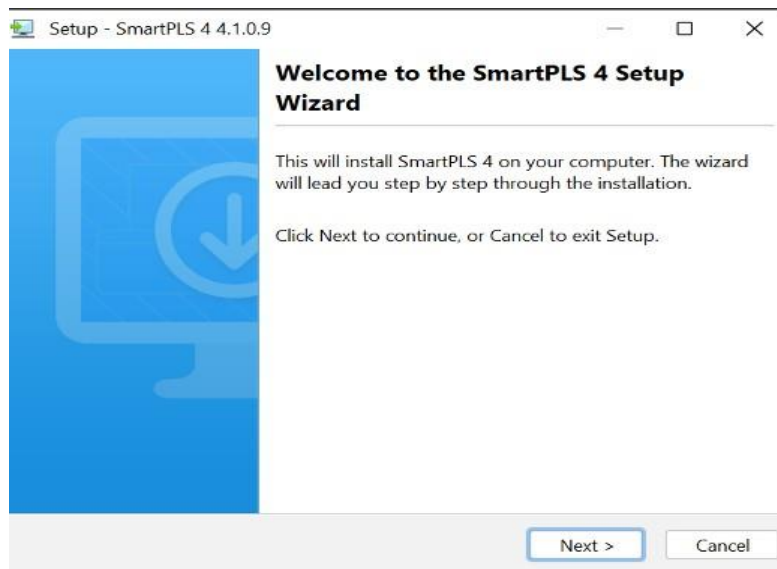 Setup - SmartPLS 4 4.1.0.9
Welcome to the SmartPLS 4 Setup
Wizard
This will install SmartPLS 4 on your computer. The wizard
will lead you step by step through the installation.
Click Next to continue, or Cancel to exit Setup.
Next >
Cancel